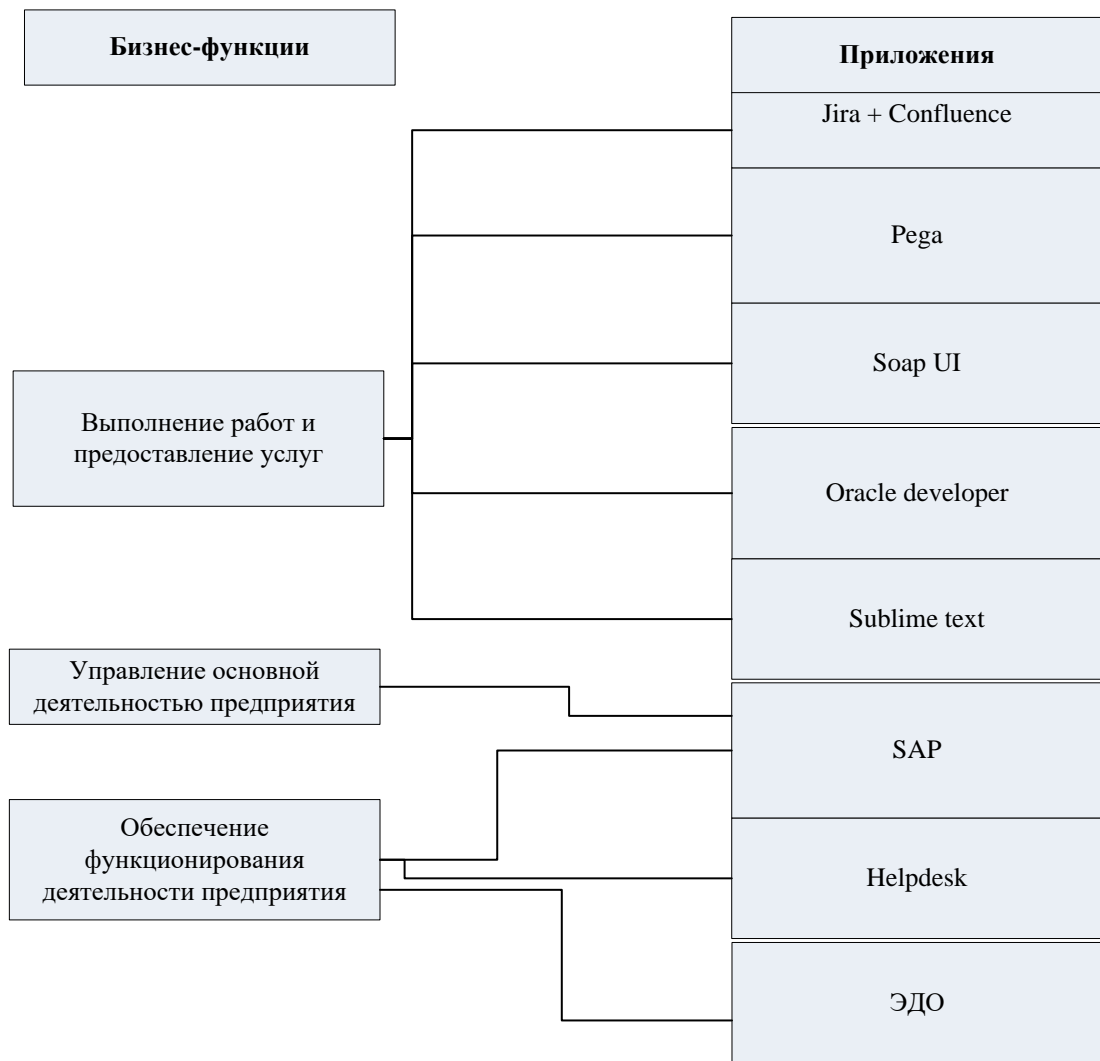 Бизнес-функции
Приложения
Jira + Confluence
Pega
Soap UI
Выполнение работ и
предоставление услуг
Oracle developer
Sublime text
Управление основной
деятельностью предприятия
SAP
Обеспечение
функционирования
деятельности предприятия
Helpdesk
ЭДО